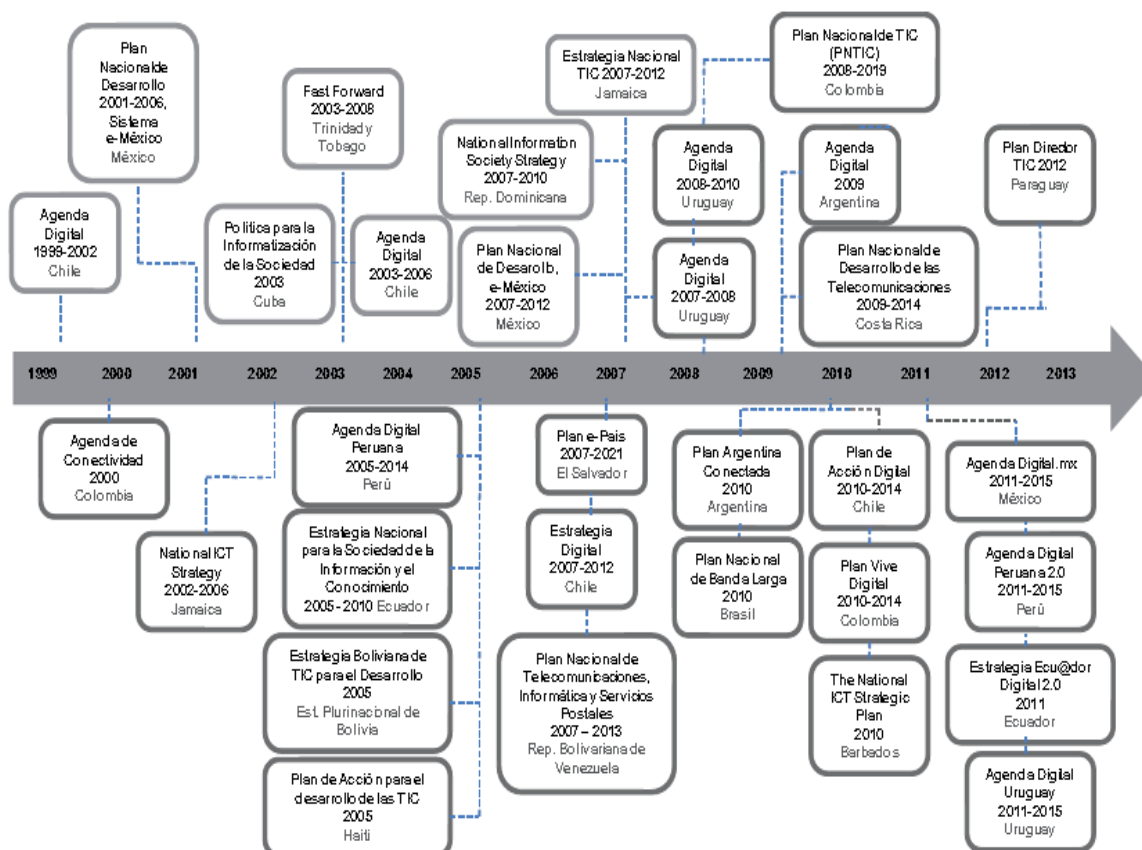 Plan
Nacional de
Desarrollo
2001-2006,
Sistema
e-México
México
Agenda
Digital
1999-2002
Chile
Fast Forward
2003-2008
Trinidad y
Tobago
Política para la
Informatización
de la Sociedad
2003
Cuba
Agenda
Digital
2003-2006
Chile
Estrategia Nacional
TIC 2007-2012
Jamaica
National Information
Society Strategy
2007-2010
Rep. Dominicana
Plan Nacional
de Desarolb,
e-México
2007-2012
México
Plan Nacional de TIC
(PNTIC)
2008-2019
Colombia
Agenda
Digital
2008-2010
Uruguay
Agenda
Digital
2007-2008
Uruguay
Agenda
Digital
2009
Argentina
Plan Nacional de
Desarrollo de las
Telecomunicaciones
2009-2014
Costa Rica
Plan Director
TIC 2012
Paraguay
1999 2000 2001 2002 2003 2004 2005 2006 2007 2008 2009 2010 2011 2012 2013
Agenda de
Conectividad
2000
Colombia
National ICT
Strategy
2002-2006
Jamaica
Agenda Digital
Peruana
2005-2014
Perú
Estrategia Nacional
para la Sociedad de la
Información y el
Conocimiento
2005 - 2010 Ecuador
Estrategia Boliviana de
TIC para el Desarrollo
2005
Est. Plurinacional de
Bolivia
Plan de Acción para el
desarrollo de las TIC
2005
Haití
Plan e-País
2007-2021
El Salvador
Estrategia
Digital
2007-2012
Chile
Plan Nacional de
Telecomunicaciones,
Informática y Servicios
Postales
2007 – 2013
Rep. Bolivariana de
Venezuela
Plan Argentina
Conectada
2010
Argentina
Plan Nacional
de Banda Larga
2010
Brasil
Plan de
Acción Digital
2010-2014
Chile
Plan Vive
Digital
2010-2014
Colombia
The National
ICT Strategic
Plan
2010
Barbados
Agenda Digital.mx
2011-2015
México
Agenda Digital
Peruana 2.0
2011-2015
Perú
Estrategia Ecu@dor
Digital 2.0
2011
Ecuador
Agenda Digital
Uruguay
2011-2015
Uruguay